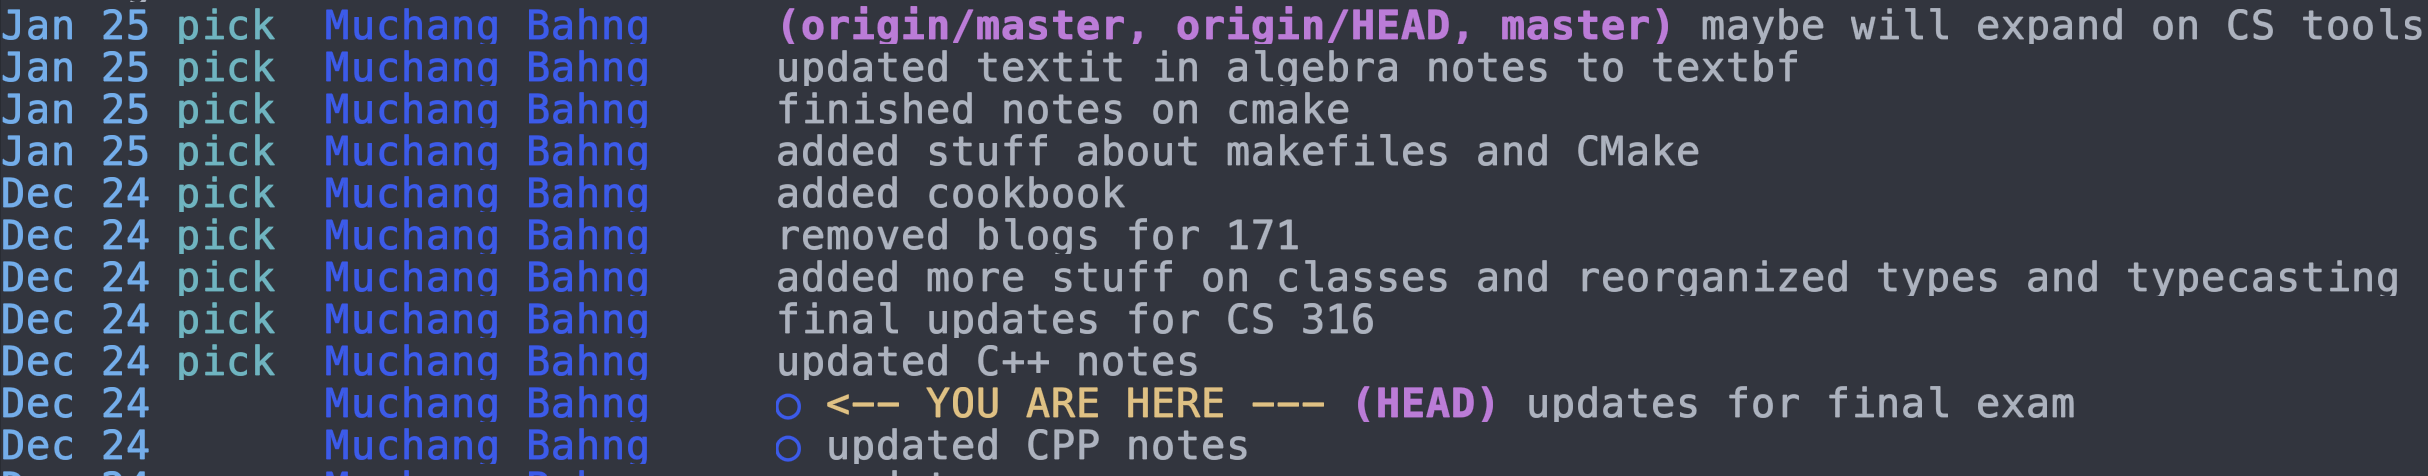 Jan 25 pick Muchang Bahng (origin/master, origin/HEAD, master) maybe will expand on CS tools
Jan 25 pick Muchang Bahng updated textit in algebra notes to textbf
Jan 25 pick Muchang Bahng finished notes on cmake
Jan 25 pick Muchang Bahng added stuff about makefiles and CMake
Dec 24 pick Muchang Bahng added cookbook
Dec 24 pick Muchang Bahng removed blogs for 171
Dec 24 pick Muchang Bahng added more stuff on classes and reorganized types and typecasting
Dec 24 pick Muchang Bahng final updates for CS 316
Dec 24 pick Muchang Bahng updated C++ notes
Dec 24 Muchang Bahng ○ <-- YOU ARE HERE --- (HEAD) updates for final exam
Dec 24 Muchang Bahng ○ updated CPP notes